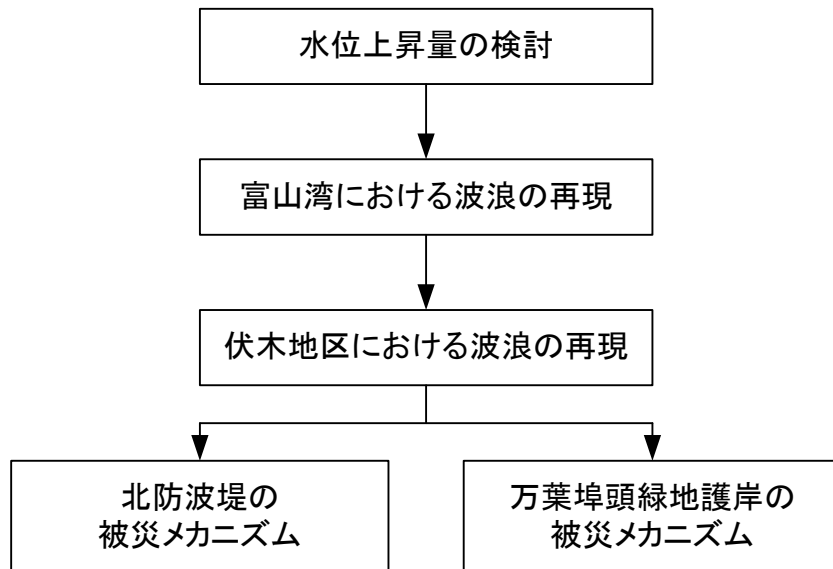 水位上昇量の検討
富山湾における波浪の再現
伏木地区における波浪の再現
北防波堤の
被災メカニズム
万葉埠頭緑地護岸の
被災メカニズム